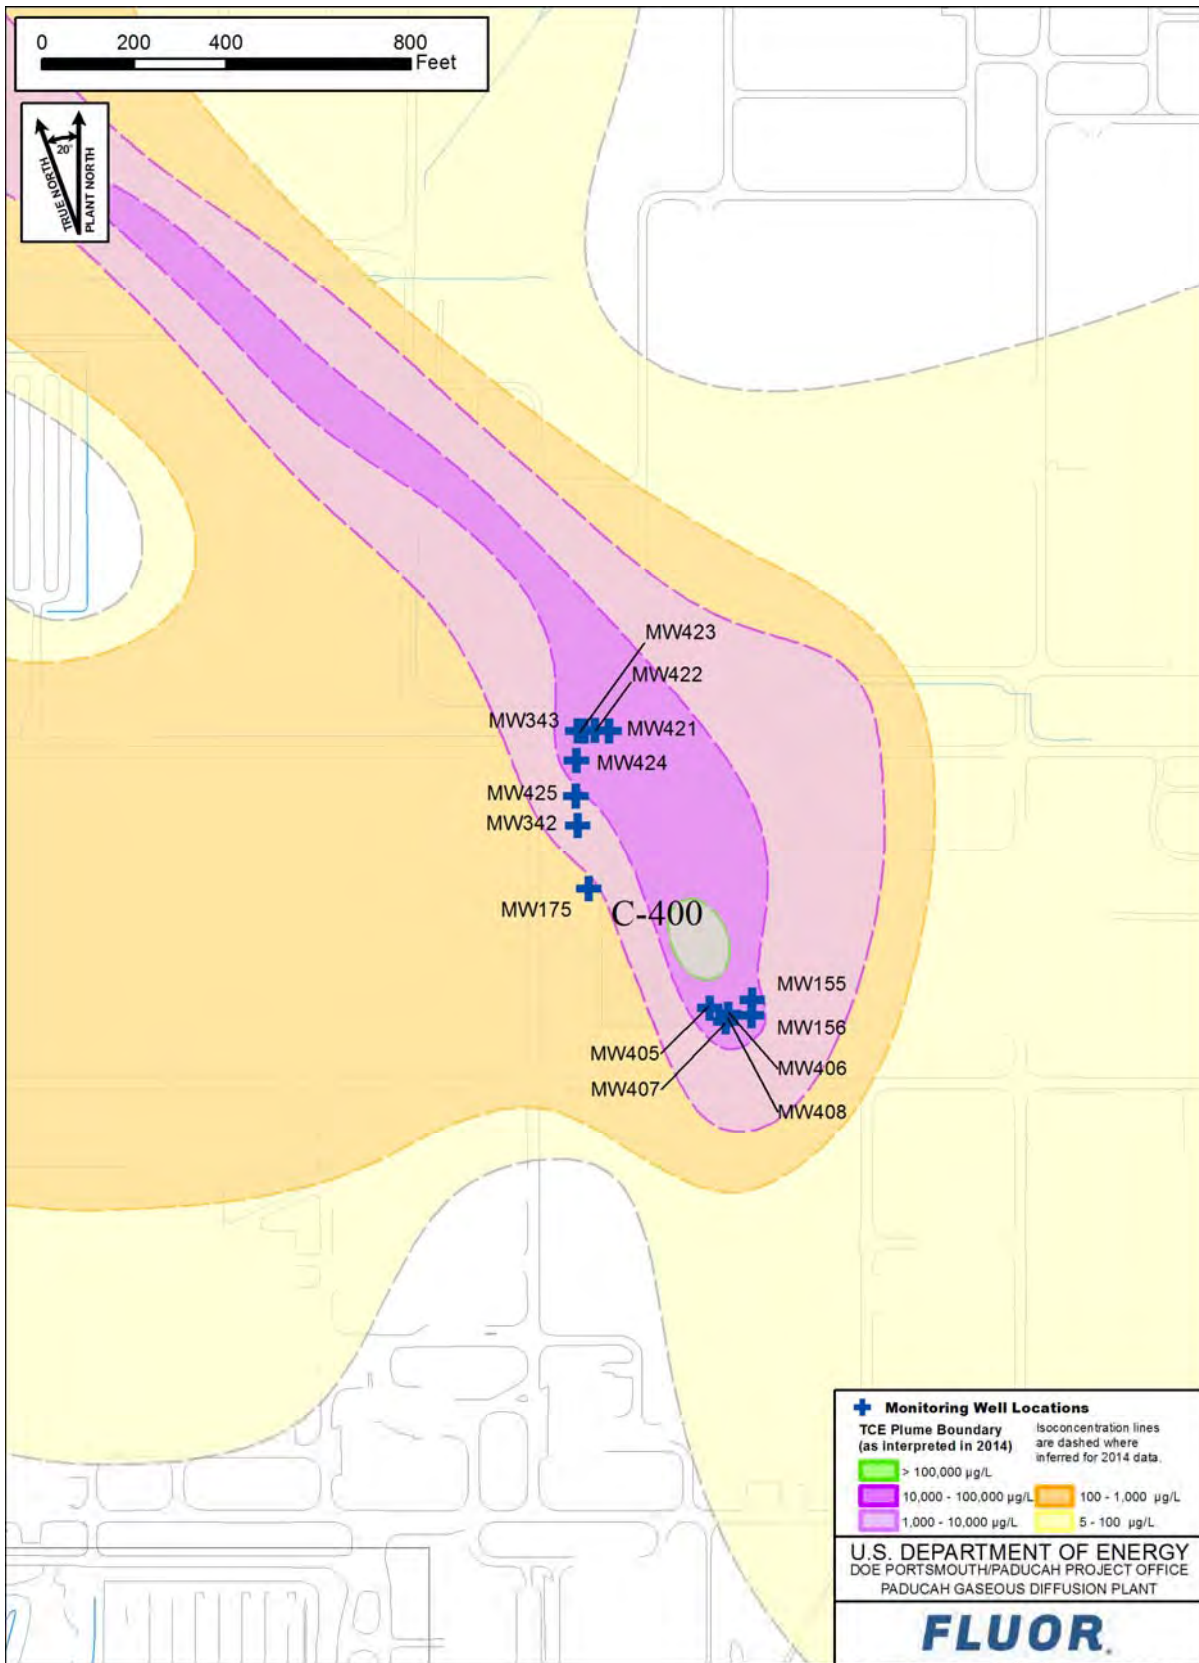 0 200 400 800
Feet
20°
TRUE NORTH
PLANT NORTH
MW423
MW422
MW343
MW421
MW424
MW425
MW342
MW175
C-400
MW155
MW156
MW405
MW406
MW407
MW408
Monitoring Well Locations
TCE Plume Boundary
(as interpreted in 2014)
Isoconcentration lines
are dashed where
inferred for 2014 data.
> 100,000 µg/L
10,000 - 100,000 µg/L
100 - 1,000 µg/L
1,000 - 10,000 µg/L
5 - 100 µg/L
U.S. DEPARTMENT OF ENERGY
DOE PORTSMOUTH/PADUCAH PROJECT OFFICE
PADUCAH GASEOUS DIFFUSION PLANT
FLUOR.